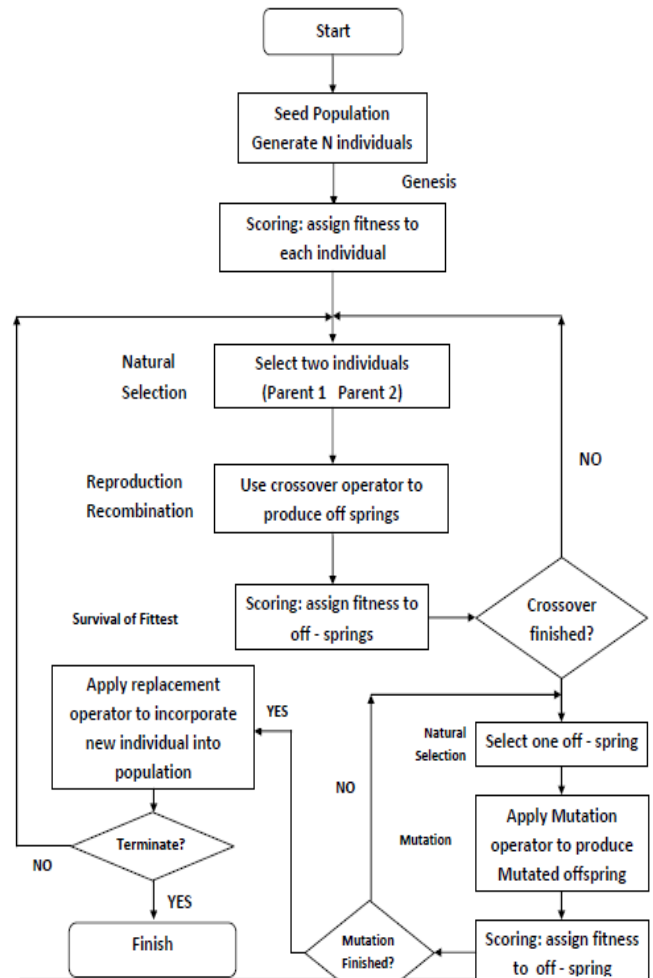 Start
Seed Population
Generate N individuals
Genesis
Scoring: assign fitness to
each individual
Natural
Selection
Select two individuals
(Parent 1 Parent 2)
NO
Reproduction
Recombination
Use crossover operator to
produce off springs
Survival of Fittest
Scoring: assign fitness to
off - springs
Crossover
finished?
Apply replacement
operator to incorporate
new individual into
population
YES
Natural
Selection
Select one off - spring
NO
Mutation
Apply Mutation
operator to produce
Mutated offspring
Terminate?
NO
YES
Finish
Mutation
Finished?
Scoring: assign fitness
to off - spring